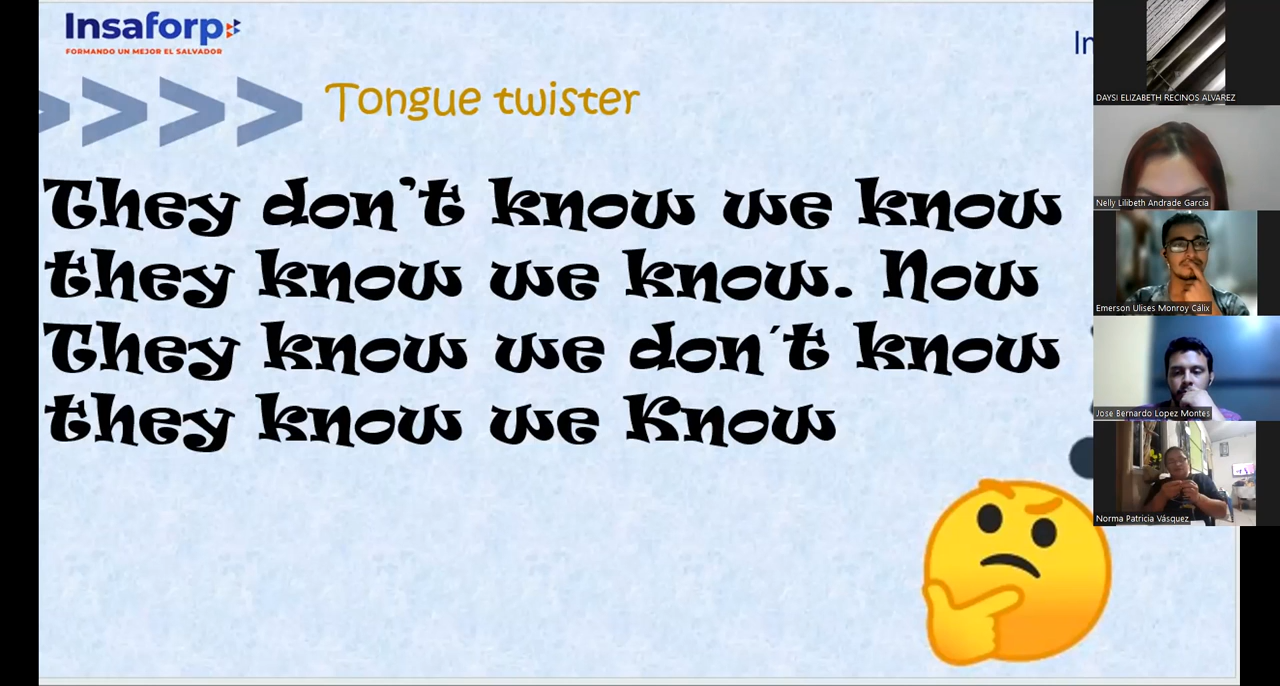 Insaforp
FORMANDO UN MEJOR EL SALVADOR
Tongue twister
They don't know we know
they know we know. Now
They know we don´t know
they know we Know
DAYSI ELIZABETH RECINOS ALVAREZ
Nelly Lilibeth Andrade García
Emerson Ulises Monroy Cálix
Jose Bernardo Lopez Montes
Norma Patricia Vásquez